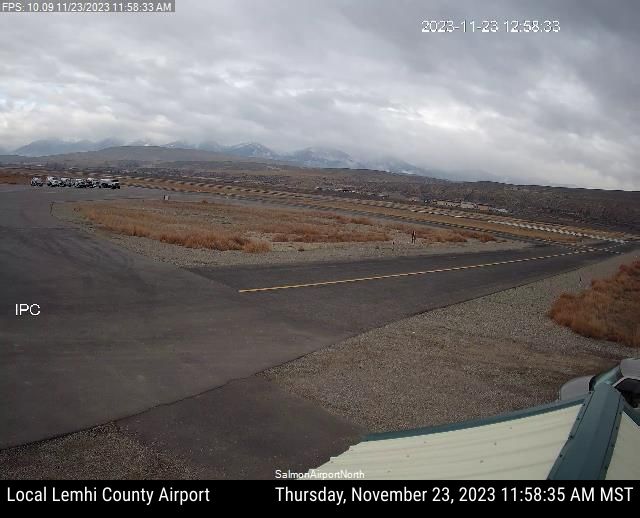 FPS: 10.09 11/23/2023 11:58:33 AM
2023-11-23 12:58:33
IPC
SalmonAirportNorth
Local Lemhi County Airport Thursday, November 23, 2023 11:58:35 AM MST